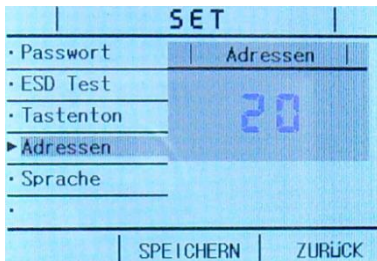 SET
Passwort
Adressen
ESD Test
20
Tastenton
Adressen
Sprache
SPEICHERN
ZURÜCK